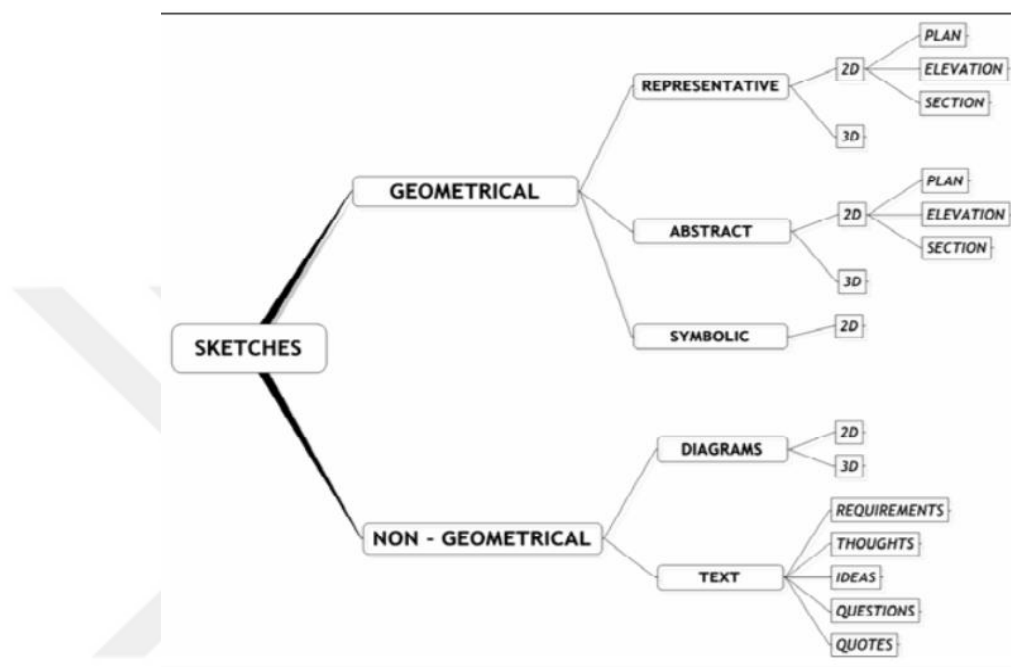 PLAN
2D
ELEVATION
REPRESENTATIVE
SECTION
3D
GEOMETRICAL
PLAN
2D
ELEVATION
ABSTRACT
SECTION
3D
SYMBOLIC
2D
SKETCHES
DIAGRAMS
2D
3D
NON - GEOMETRICAL
REQUIREMENTS
THOUGHTS
TEXT
IDEAS
QUESTIONS
QUOTES